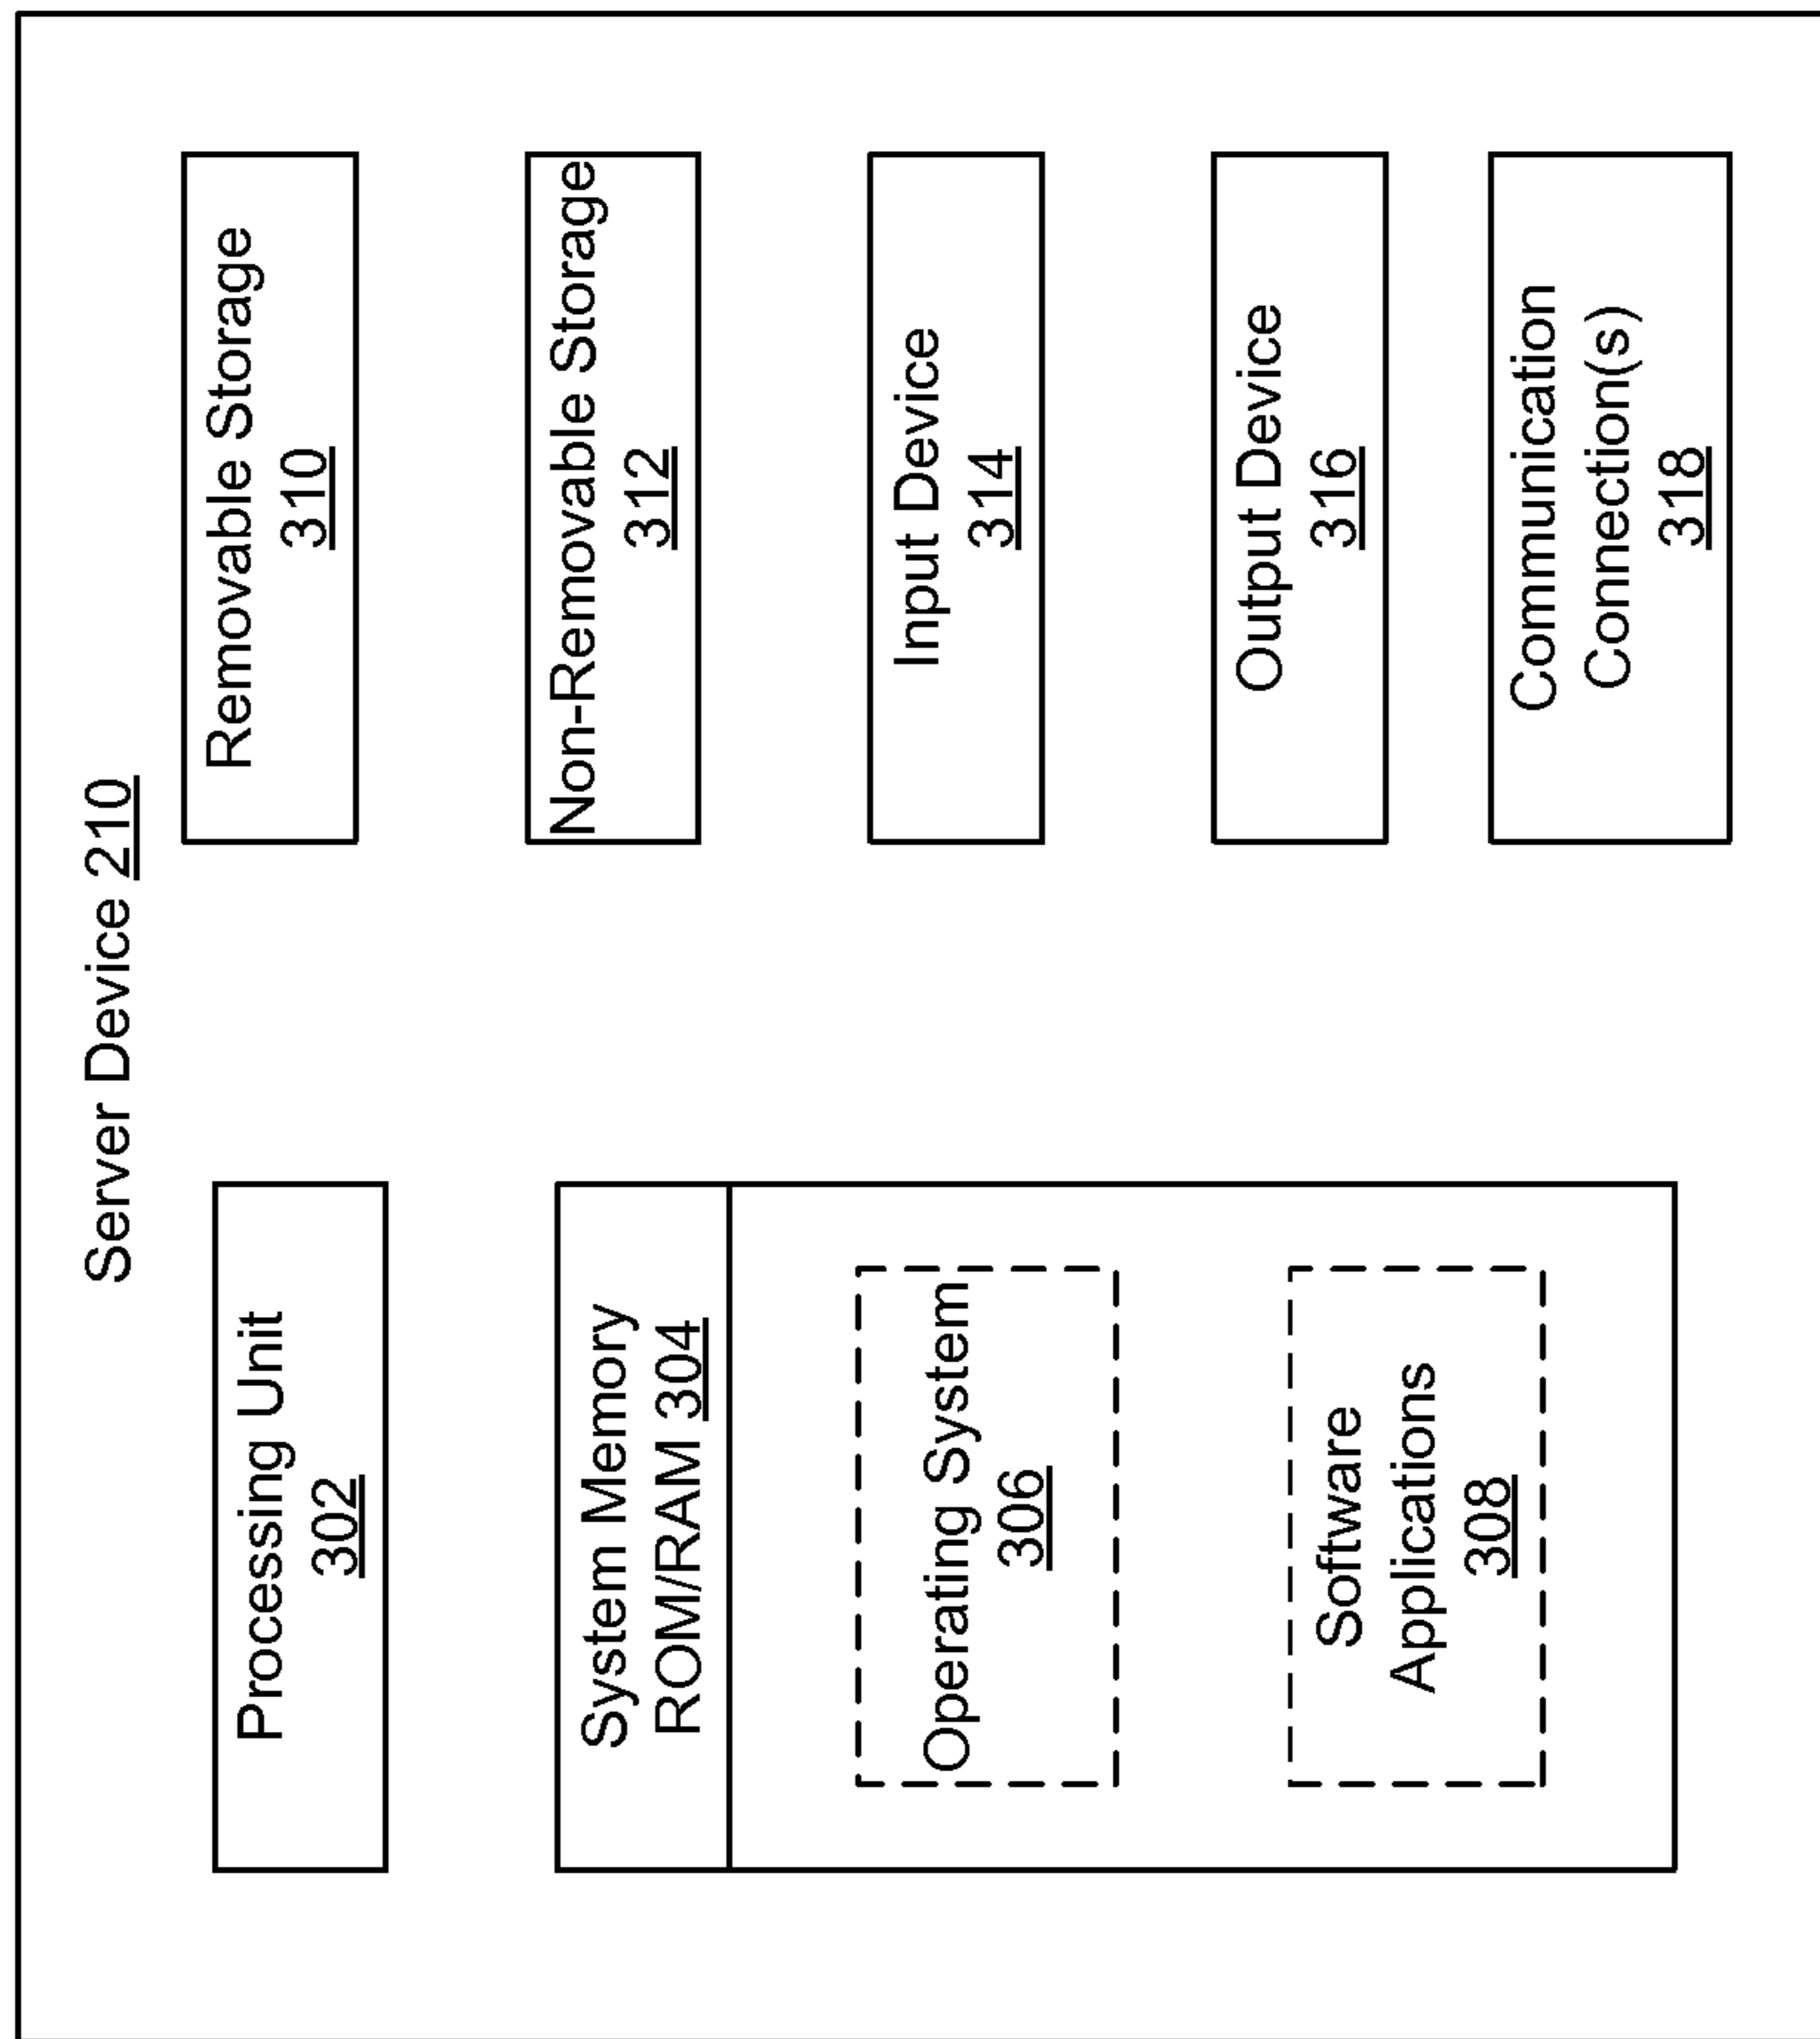 Server Device 210
Processing Unit
302
System Memory
ROM/RAM 304
Operating System
306
Software
Applications
308
Removable Storage
310
Non-Removable Storage
312
Input Device
314
Output Device
316
Communication
Connection(s)
318